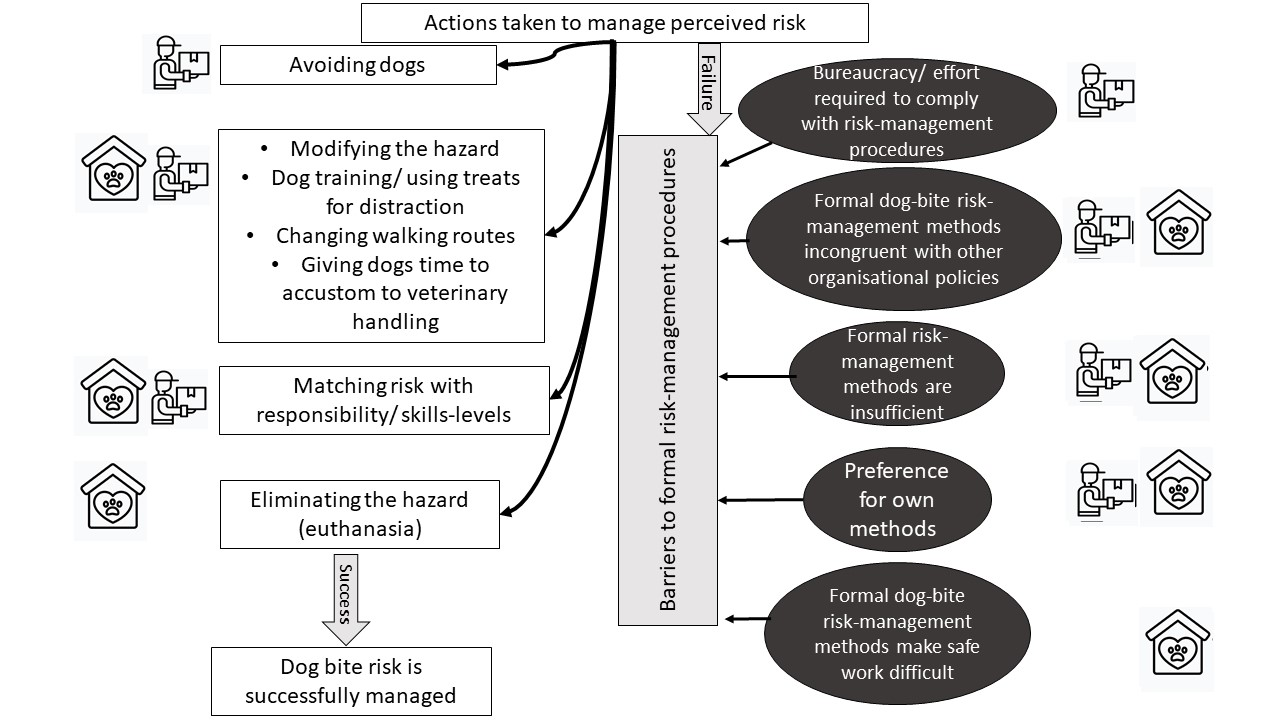 Actions taken to manage perceived risk
Avoiding dogs
• Modifying the hazard
• Dog training/ using treats
for distraction
• Changing walking routes
• Giving dogs time to
accustom to veterinary
handling
Matching risk with
responsibility/ skills-levels
Eliminating the hazard
(euthanasia)
Success
Dog bite risk is
successfully managed
Failure
Barriers to formal risk-management procedures
Bureaucracy/ effort
required to comply
with risk-management
procedures
Formal dog-bite risk-
management methods
incongruent with other
organisational policies
Formal risk-
management
methods are
insufficient
Preference
for own
methods
Formal dog-bite
risk-management
methods make safe
work difficult